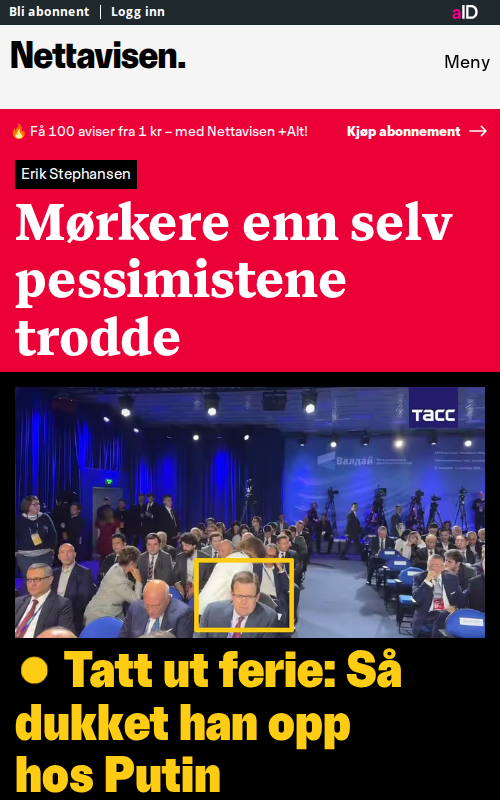 Bli abonnent | Logg inn
aID
Nettavisen.
Meny
🔥 Få 100 aviser fra 1 kr – med Nettavisen +Alt!
Kjøp abonnement →
Erik Stephansen
Mørkere enn selv
pessimistene
trodde
ТАСС
Валдай
Tatt ut ferie: Så
dukket han opp
hos Putin